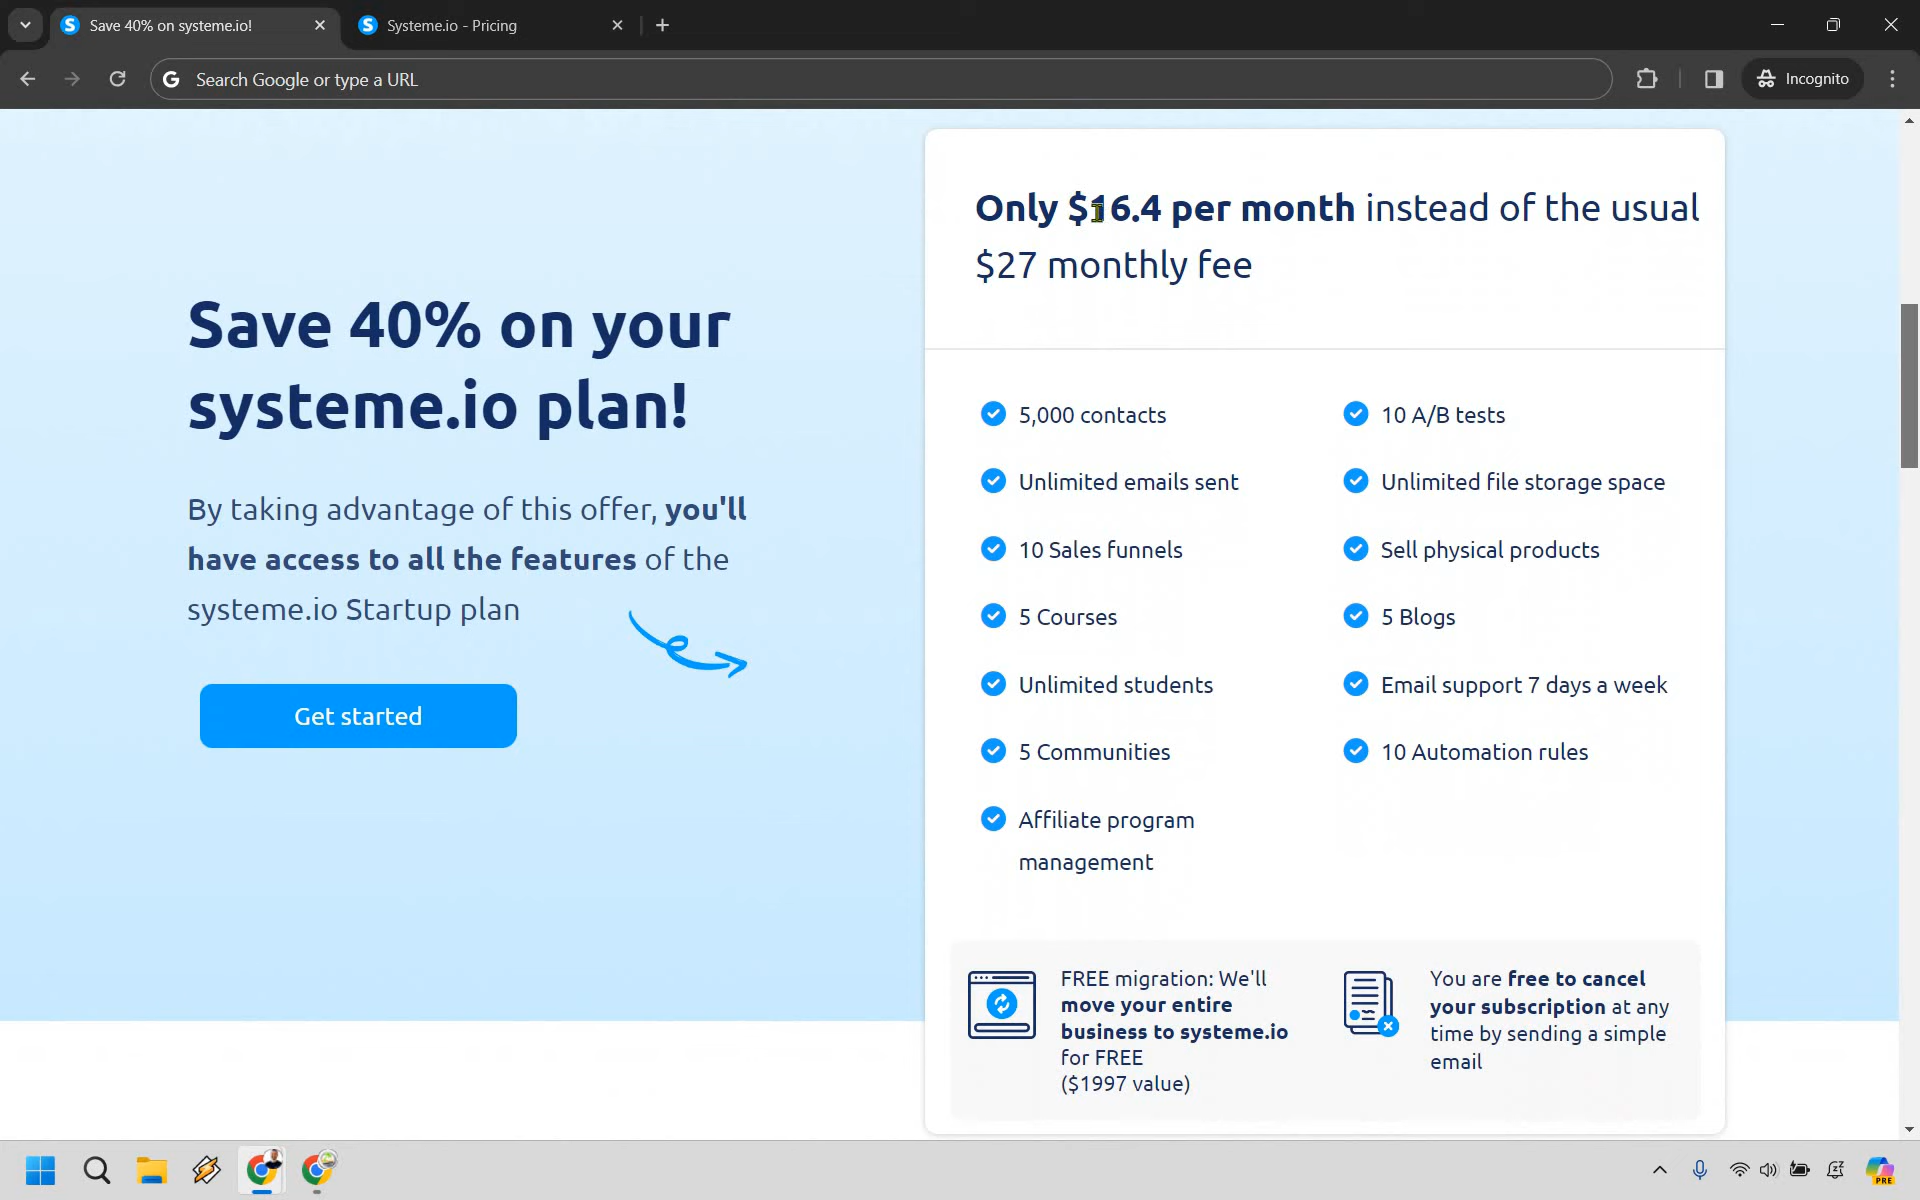 Save 40% on systeme.io!
Systeme.io - Pricing
Search Google or type a URL
Incognito
Save 40% on your
systeme.io plan!
By taking advantage of this offer, you'll
have access to all the features of the
systeme.io Startup plan
Get started
Only $16.4 per month instead of the usual
$27 monthly fee
5,000 contacts
10 A/B tests
Unlimited emails sent
Unlimited file storage space
10 Sales funnels
Sell physical products
5 Courses
5 Blogs
Unlimited students
Email support 7 days a week
5 Communities
10 Automation rules
Affiliate program
management
FREE migration: We'll
move your entire
business to systeme.io
for FREE
($1997 value)
You are free to cancel
your subscription at any
time by sending a simple
email
PRE